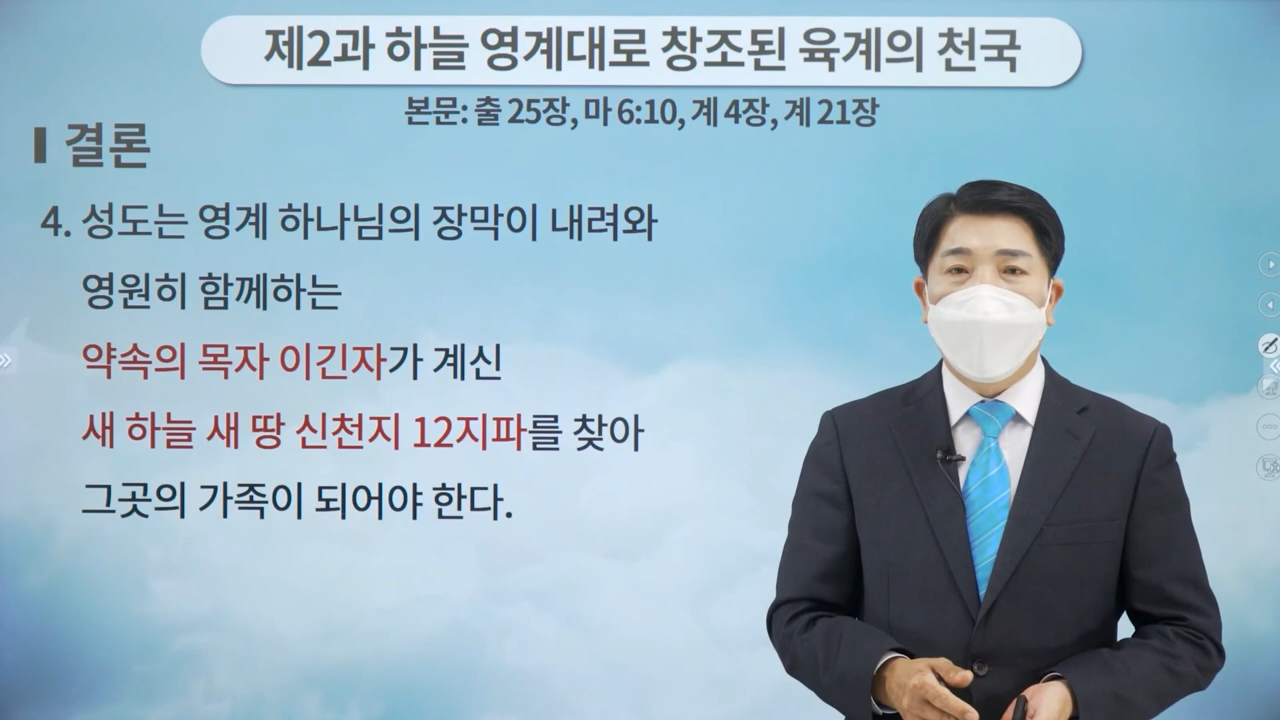 제2과 하늘 영계대로 창조된 육계의 천국
본문: 출 25장, 마 6:10, 계 4장, 계 21장
결론
4. 성도는 영계 하나님의 장막이 내려와
영원히 함께하는
약속의 목자 이긴자가 계신
새 하늘 새 땅 신천지 12지파를 찾아
그곳의 가족이 되어야 한다.